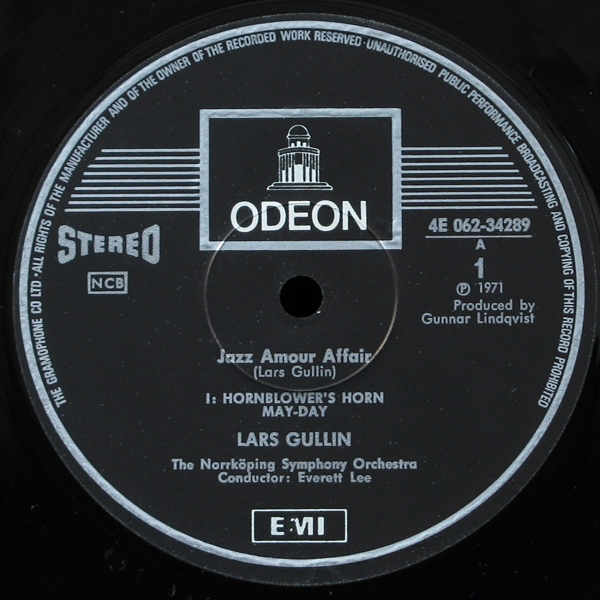 THE GRAMOPHONE CO LTD · ALL RIGHTS OF THE MANUFACTURER AND OF THE OWNER OF THE RECORDED WORK RESERVED · UNAUTHORISED PUBLIC PERFORMANCE BROADCASTING AND COPYING OF THIS RECORD PROHIBITED
ODEON
STEREO
NCB
4E 062-34289
A
1
Ⓟ 1971
Produced by
Gunnar Lindqvist
Jazz Amour Affair
(Lars Gullin)
I: HORNBLOWER'S HORN
MAY-DAY
LARS GULLIN
The Norrköping Symphony Orchestra
Conductor: Everett Lee
EMI